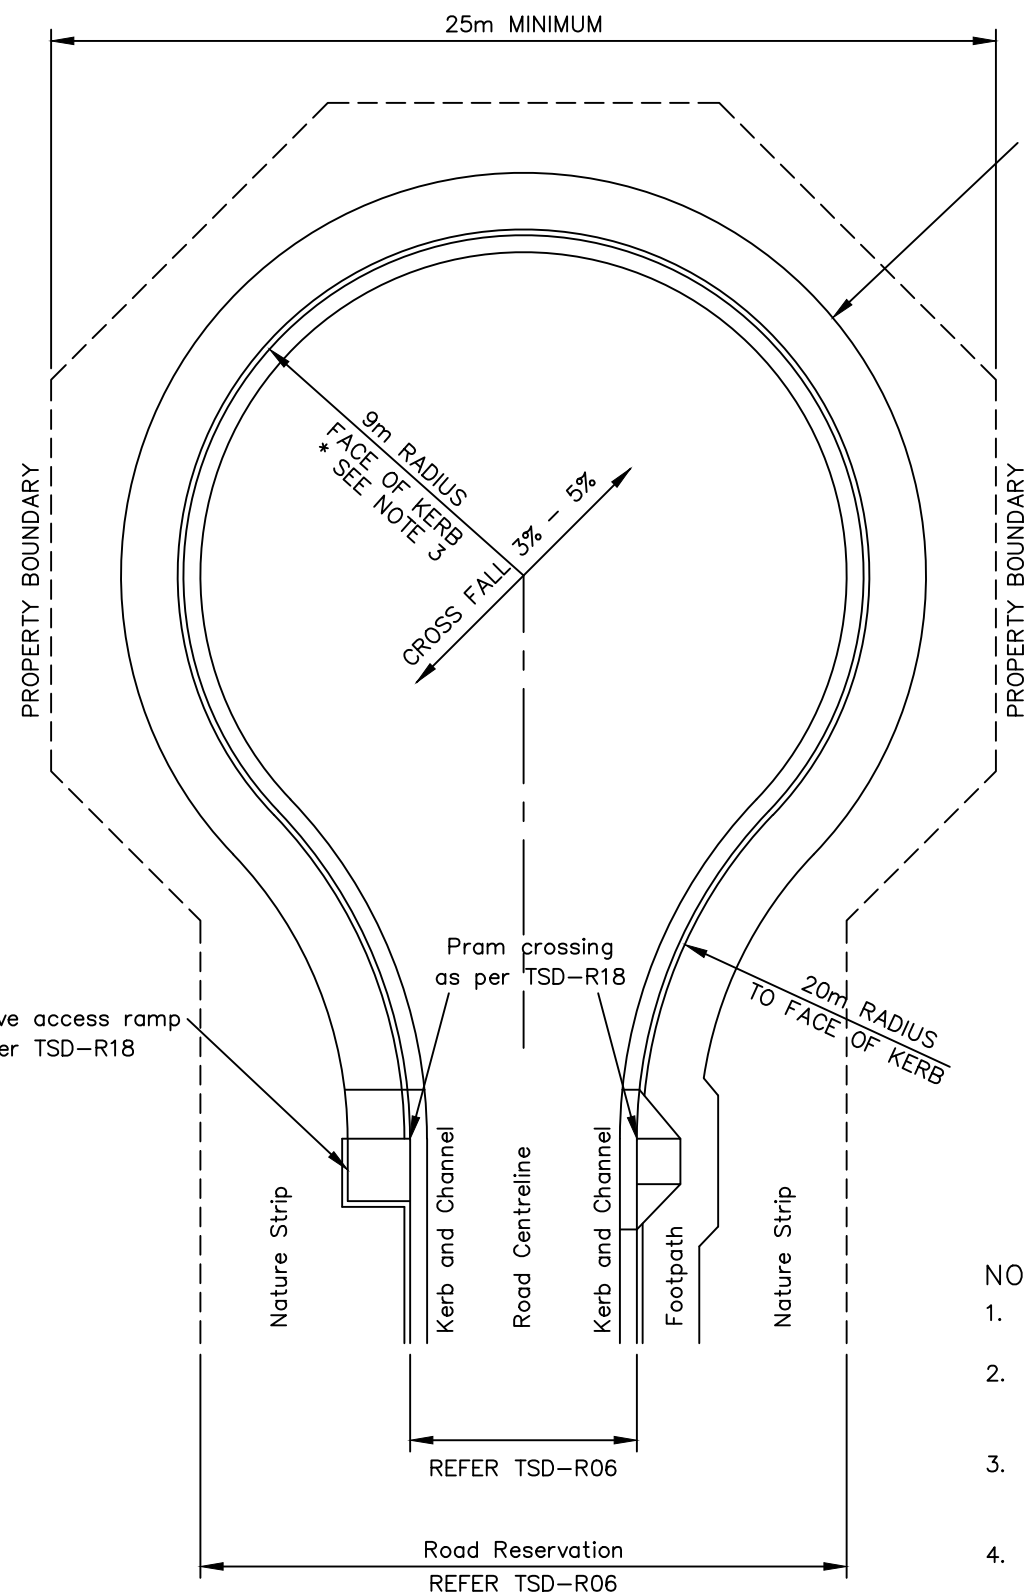 25m MINIMUM
PROPERTY BOUNDARY
9m RADIUS
FACE OF KERB
* SEE NOTE 3
CROSS FALL 3% - 5%
PROPERTY BOUNDARY
Pram crossing
as per TSD-R18
20m RADIUS
TO FACE OF KERB
access ramp
TSD-R18
Nature Strip
Kerb and Channel
Road Centreline
Kerb and Channel
Footpath
Nature Strip
1.
2.
3.
4.
REFER TSD-R06
Road Reservation
REFER TSD-R06